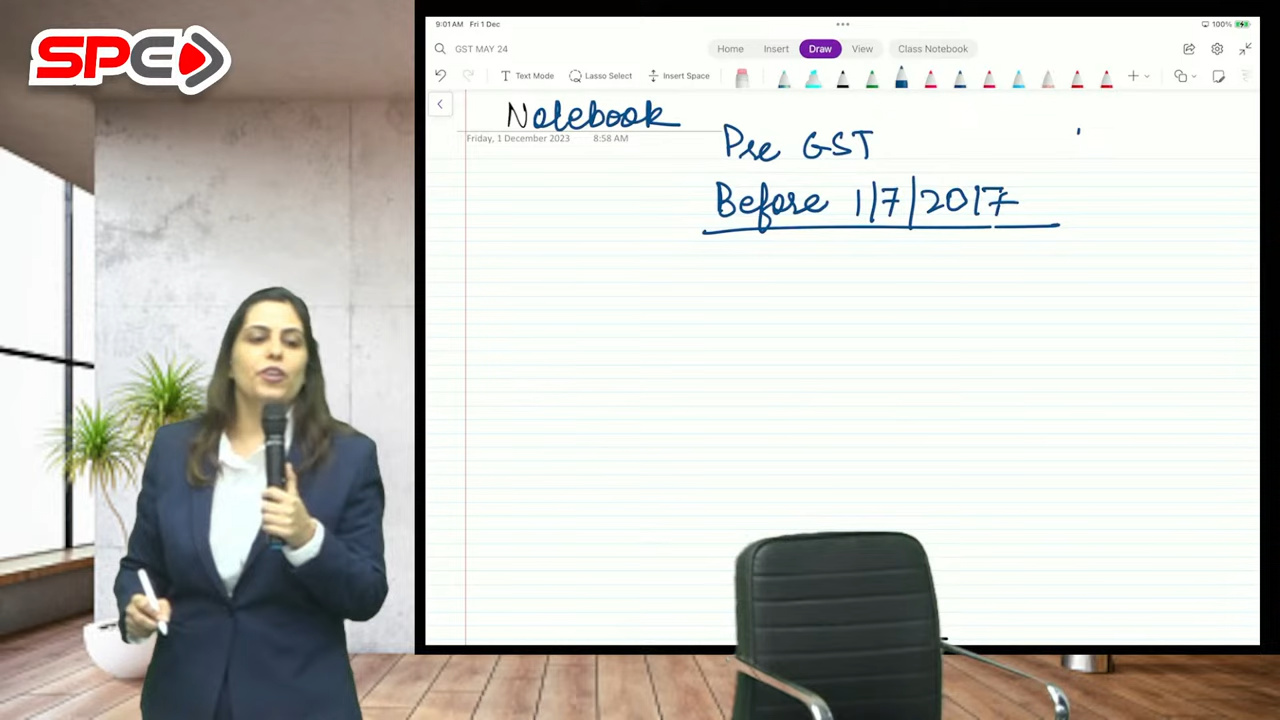 SPE
9:01 AM Fri 1 Dec
100%
GST MAY 24
Home Insert Draw View Class Notebook
Text Mode Lasso Select Insert Space
Notebook
Friday, 1 December 2023 8:58 AM
Pre GST
Before 1/7/2017